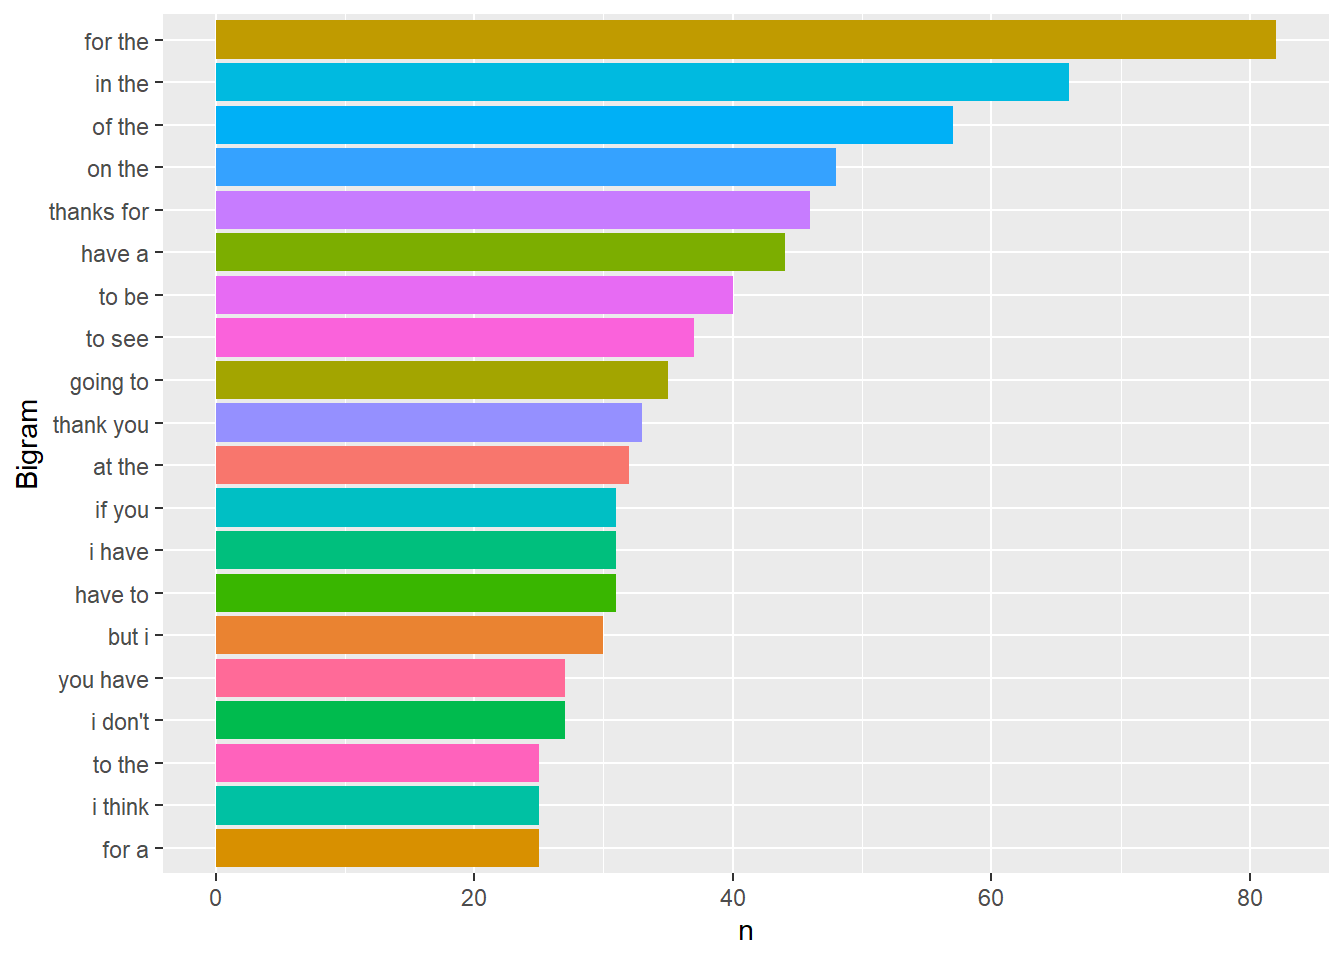 for the
in the
of the
on the
thanks for
have a
to be
to see
going to
thank you
at the
if you
i have
have to
but i
you have
i don't
to the
i think
for a
Bigram
0 20 40 60 80
n